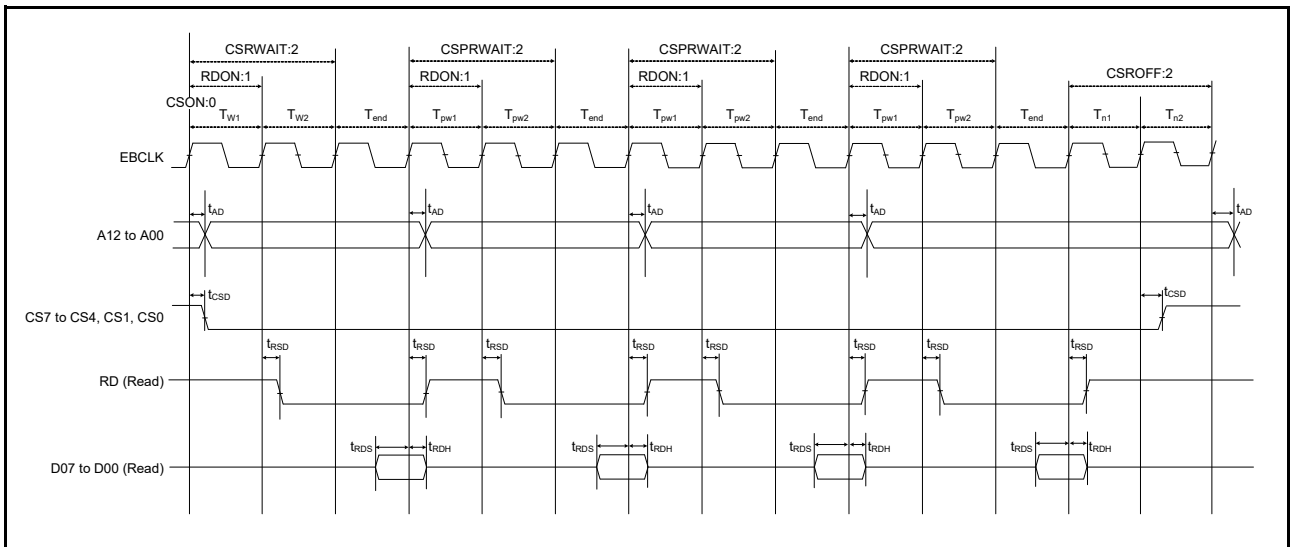 CSRWAIT:2 CSPRWAIT:2 CSPRWAIT:2 CSPRWAIT:2
RDON:1 RDON:1 RDON:1 RDON:1 CSROFF:2
CSON:0
TW1 TW2 Tend Tpw1 Tpw2 Tend Tpw1 Tpw2 Tend Tpw1 Tpw2 Tend Tn1 Tn2
EBCLK
tAD tAD tAD tAD tAD
A12 to A00
tCSD tCSD
CS7 to CS4, CS1, CS0
tRSD tRSD tRSD tRSD tRSD tRSD tRSD tRSD
RD (Read)
tRDS tRDH tRDS tRDH tRDS tRDH tRDS tRDH
D07 to D00 (Read)